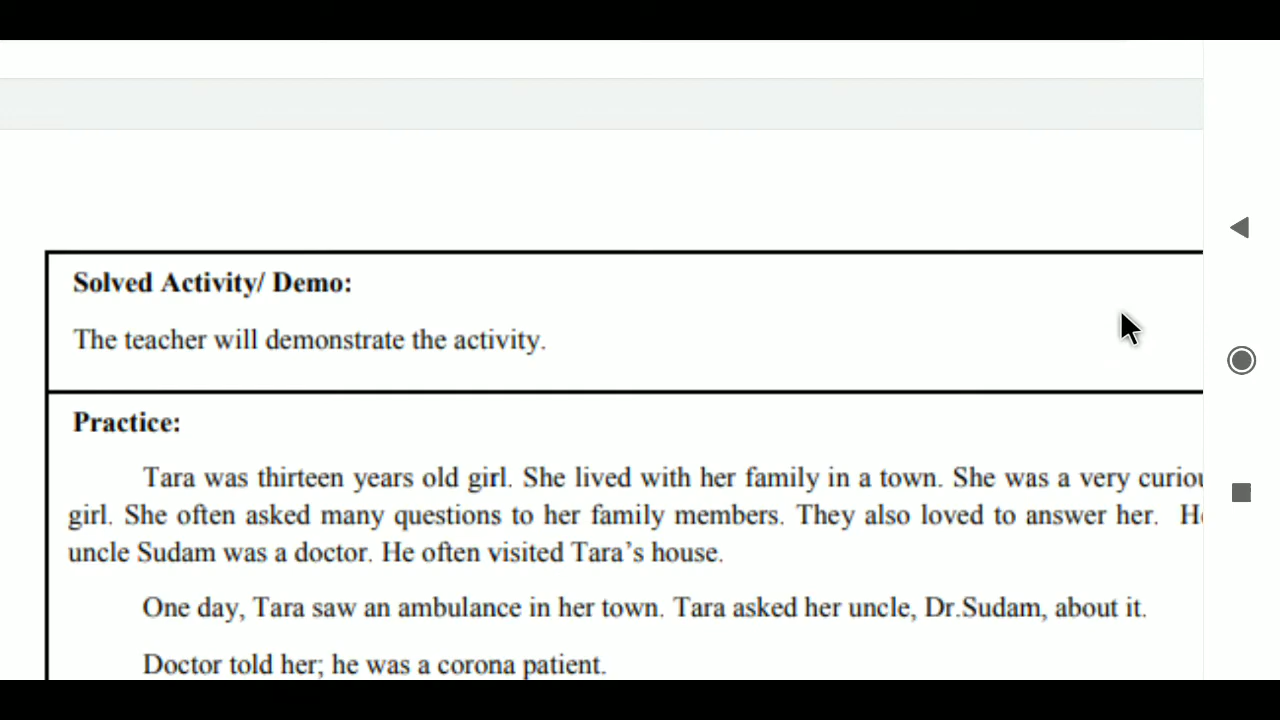 Solved Activity/ Demo:
The teacher will demonstrate the activity.
Practice:
Tara was thirteen years old girl. She lived with her family in a town. She was a very
girl. She often asked many questions to her family members. They also loved to answer her.
uncle Sudam was a doctor. He often visited Tara's house.
One day, Tara saw an ambulance in her town. Tara asked her uncle, Dr.Sudam, about it.
Doctor told her; he was a corona patient.